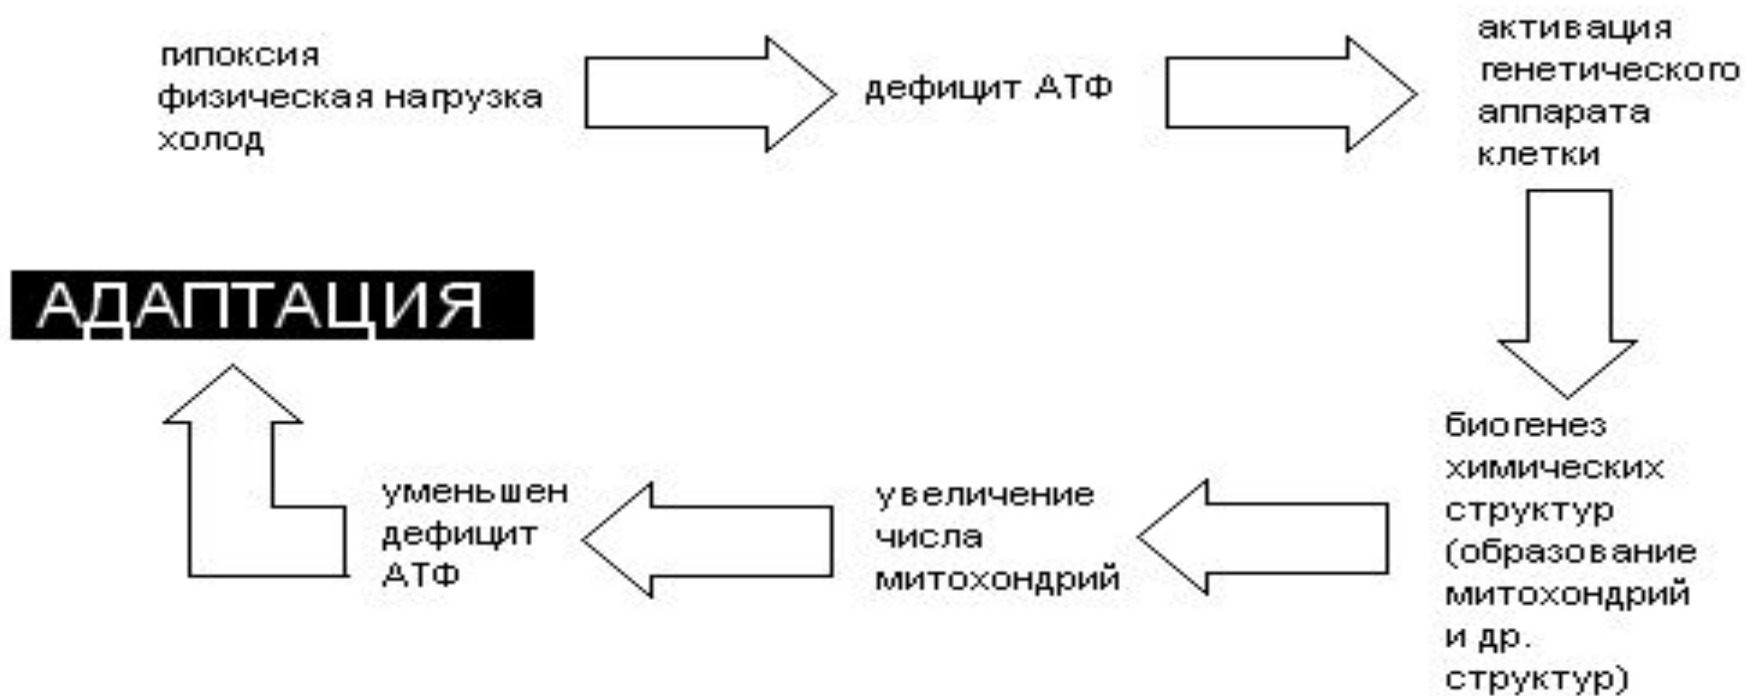 гипоксия
физическая нагрузка
холод
дефицит АТФ
активация
генетического
аппарата
клетки
биогенез
химических
структур
(образование
митохондрий
и др.
структур)
увеличение
числа
митохондрий
уменьшен
дефицит
АТФ
АДАПТАЦИЯ